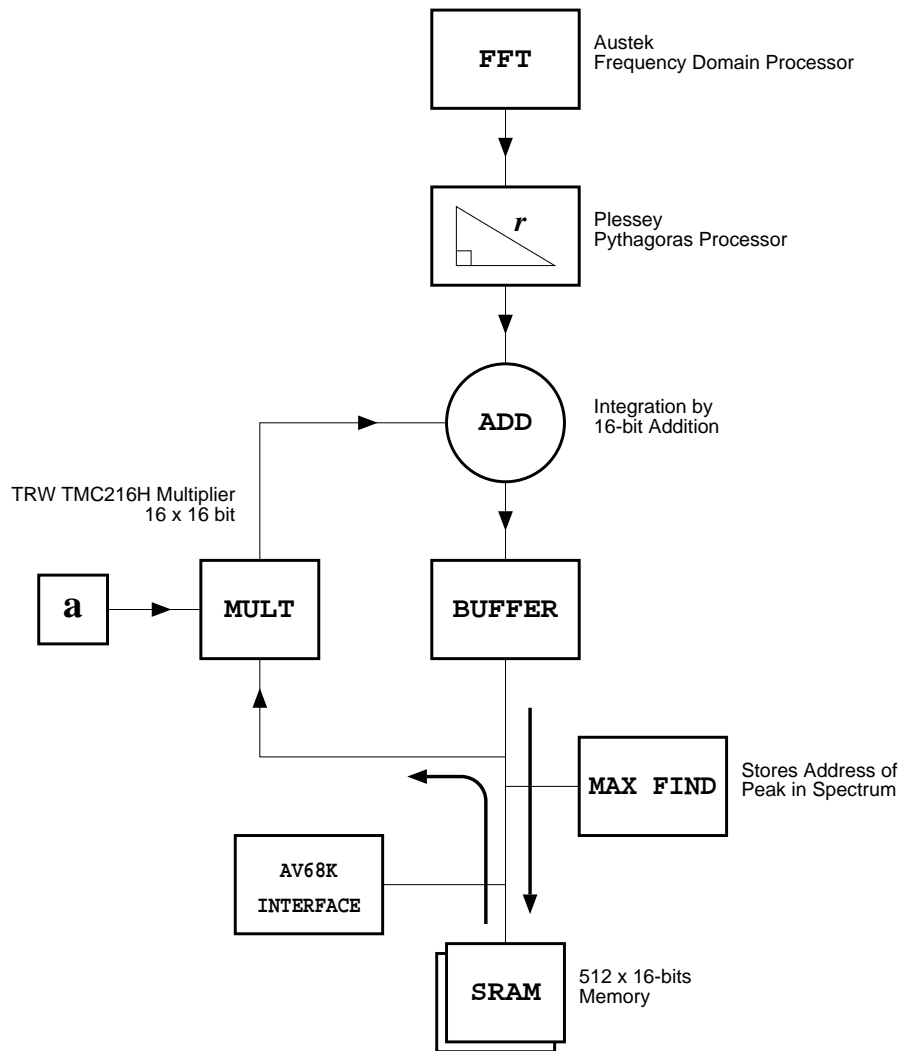 FFT
Austek
Frequency Domain Processor
r
Plessey
Pythagoras Processor
ADD
Integration by
16-bit Addition
TRW TMC216H Multiplier
16 x 16 bit
a
MULT
BUFFER
MAX FIND
Stores Address of
Peak in Spectrum
AV68K
INTERFACE
SRAM
512 x 16-bits
Memory